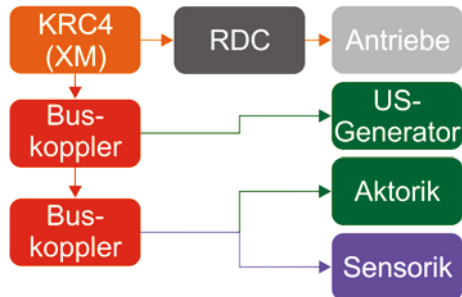 KRC4
(XM)
RDC
Antriebe
Bus-
koppler
US-
Generator
Bus-
koppler
Aktorik
Sensorik